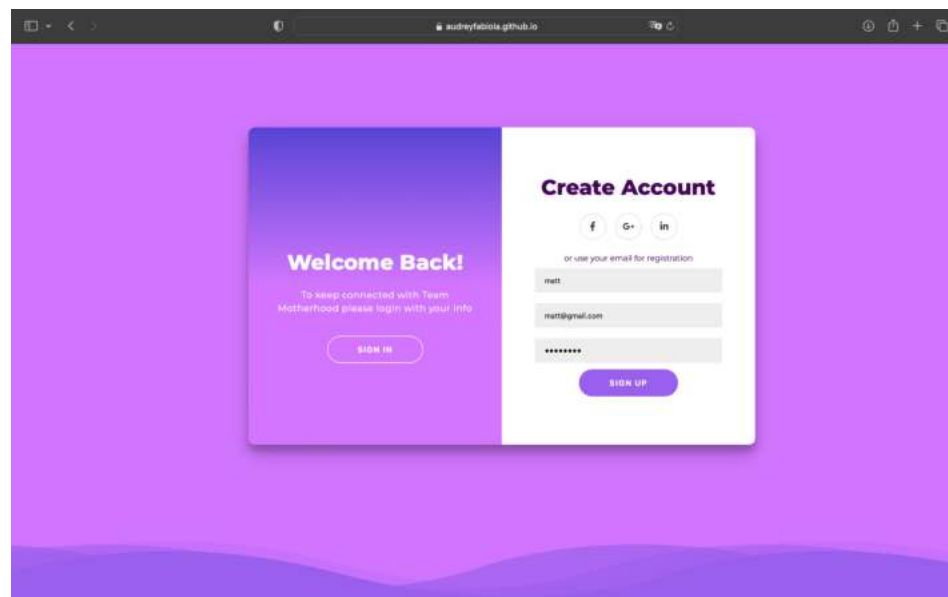 audreyfabiola.github.io
Welcome Back!
To keep connected with Team
Motherhood please login with your info
SIGN IN
Create Account
f
G+
in
or use your email for registration
matt
matt@gmail.com
••••••••
SIGN UP